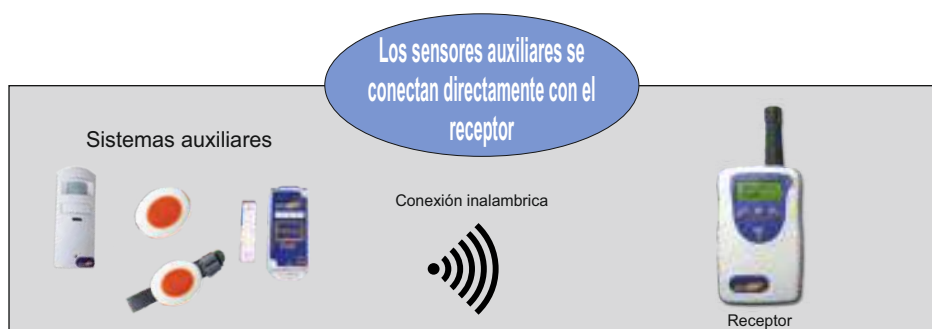 Los sensores auxiliares se
conectan directamente con el
receptor
Sistemas auxiliares
Conexión inalambrica
Receptor